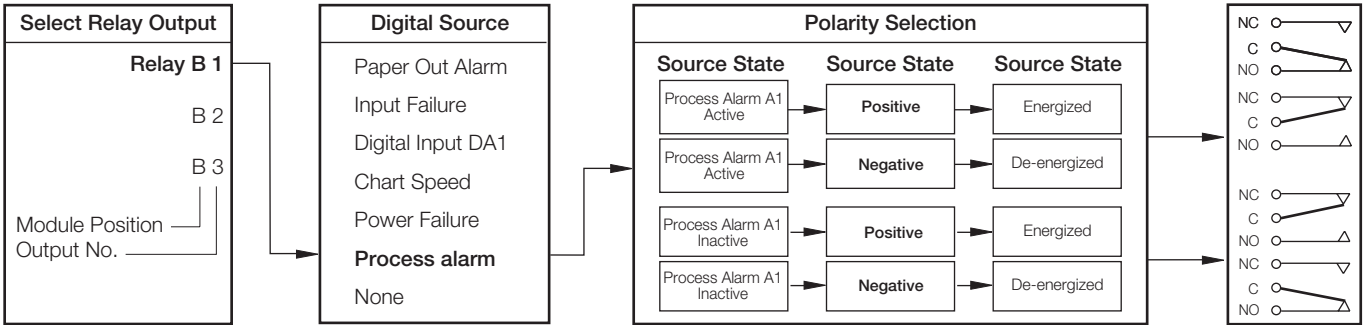 Select Relay Output
Relay B 1
B 2
B 3
Module Position
Output No.
Digital Source
Paper Out Alarm
Input Failure
Digital Input DA1
Chart Speed
Power Failure
Process alarm
None
Polarity Selection
Source State Source State Source State
Process Alarm A1
Active
Positive
Energized
Process Alarm A1
Active
Negative
De-energized
Process Alarm A1
Inactive
Positive
Energized
Process Alarm A1
Inactive
Negative
De-energized
NC
C
NO
NC
C
NO
NC
C
NO
NC
C
NO